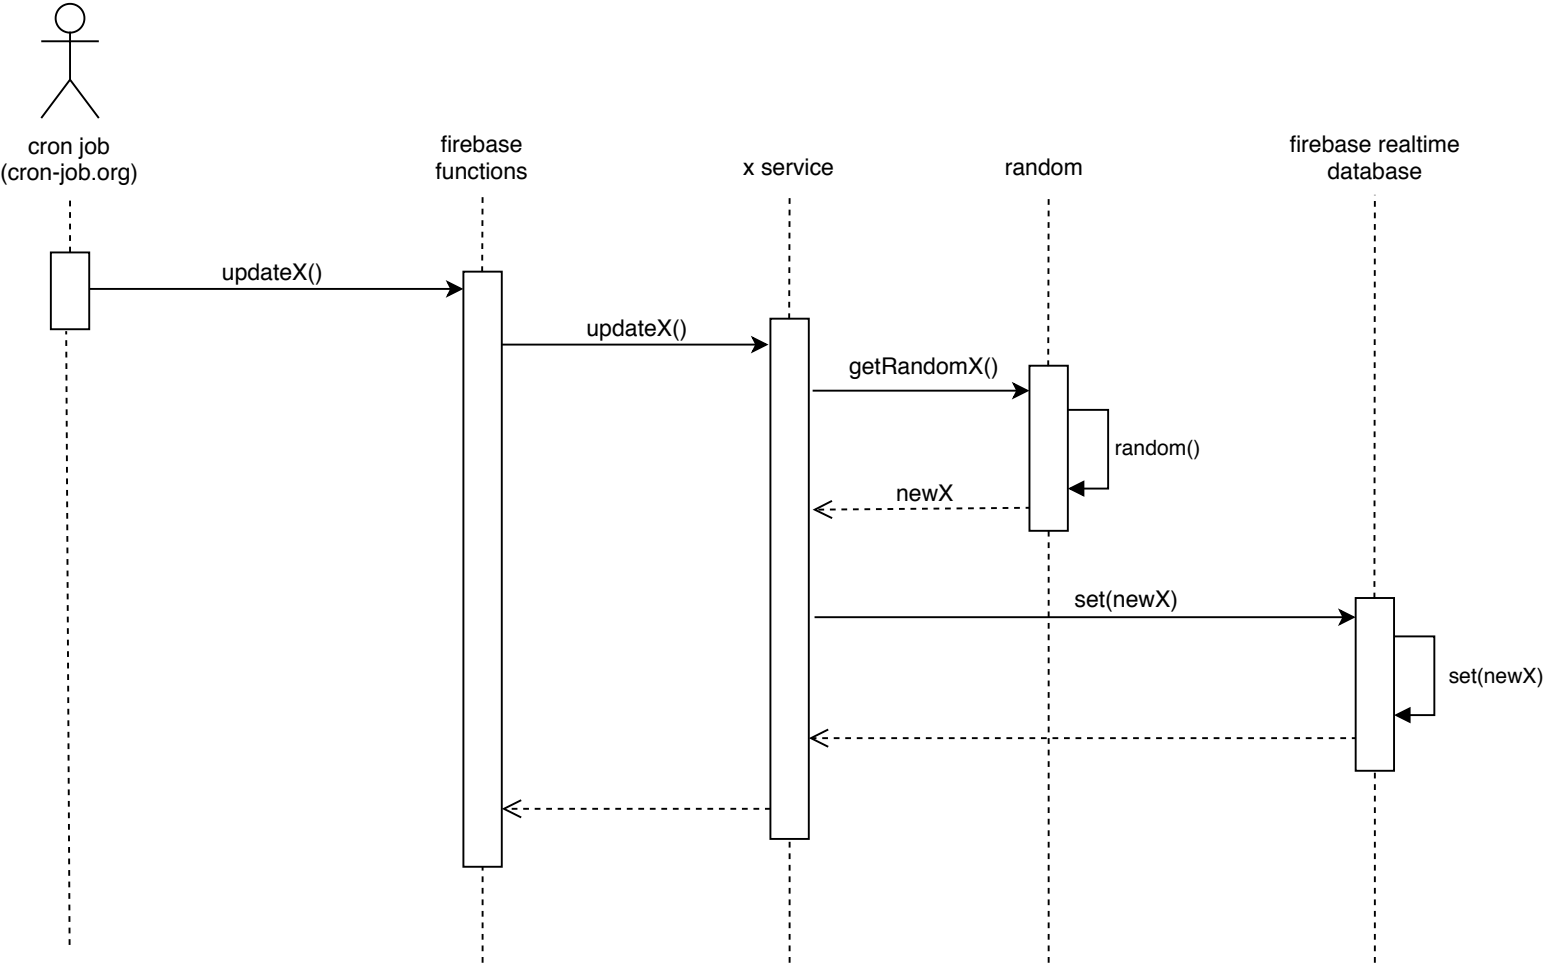 cron job
(cron-job.org)
firebase
functions
x service
random
firebase realtime
database
updateX()
updateX()
getRandomX()
random()
newX
set(newX)
set(newX)